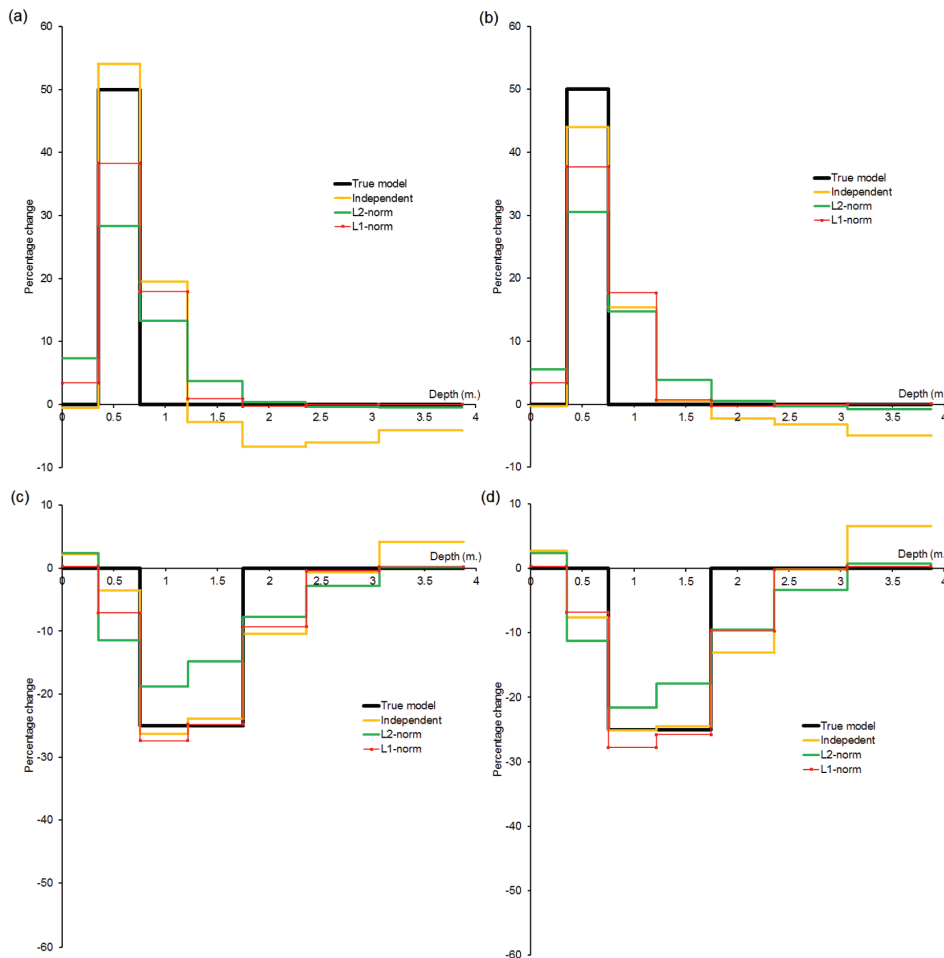 (a)
60
50
40
30
20
10
0
-10
Percentage change
0 0.5 1 1.5 2 2.5 3 3.5 4
Depth (m.)
True model
Independent
L2-norm
L1-norm
(b)
60
50
40
30
20
10
0
-10
Percentage change
0 0.5 1 1.5 2 2.5 3 3.5 4
Depth (m.)
True model
Independent
L2-norm
L1-norm
(c)
10
0
-10
-20
-30
-40
-50
-60
Percentage change
0 0.5 1 1.5 2 2.5 3 3.5 4
Depth (m.)
True model
Independent
L2-norm
L1-norm
(d)
10
0
-10
-20
-30
-40
-50
-60
Percentage change
0 0.5 1 1.5 2 2.5 3 3.5 4
Depth (m.)
True model
Indepedent
L2-norm
L1-norm